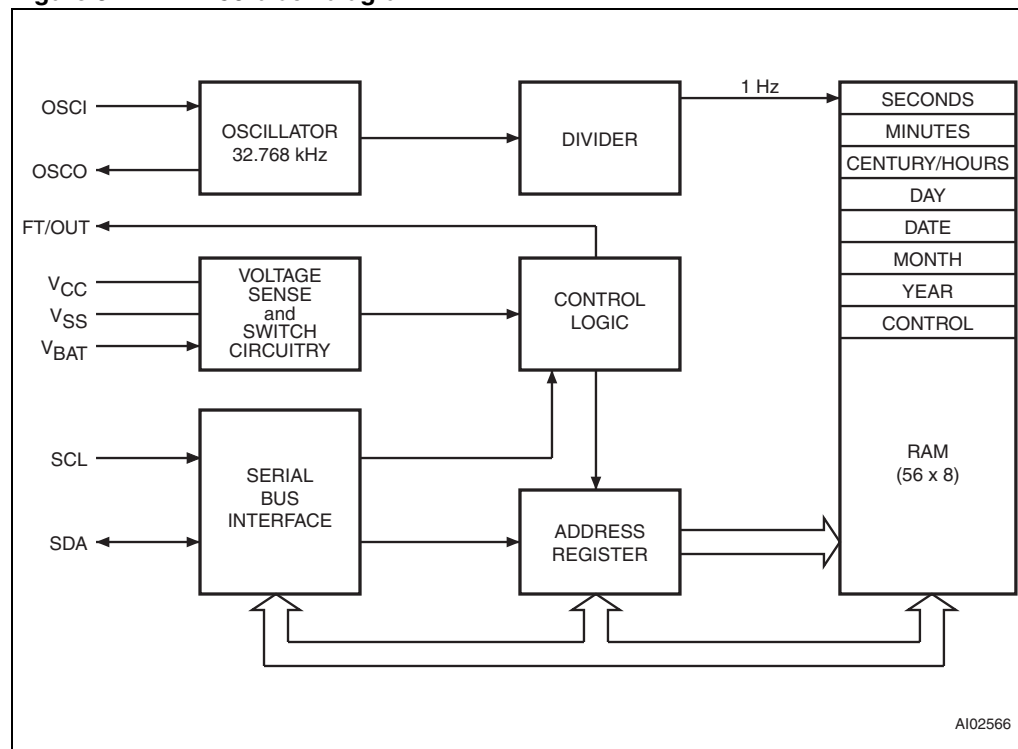 OSCI
OSCO
FT/OUT
VCC
VSS
VBAT
SCL
SDA
OSCILLATOR
32.768 kHz
DIVIDER
1 Hz
VOLTAGE
SENSE
and
SWITCH
CIRCUITRY
CONTROL
LOGIC
SERIAL
BUS
INTERFACE
ADDRESS
REGISTER
SECONDS
MINUTES
CENTURY/HOURS
DAY
DATE
MONTH
YEAR
CONTROL
RAM
(56 x 8)
AI02566